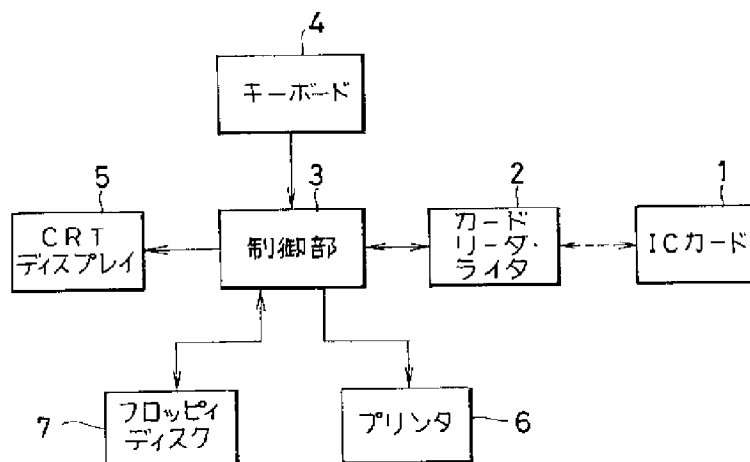 4
キーボード
5
CRT
ディスプレイ
3
制御部
2
カード
リーダ・
ライタ
1
ICカード
7
フロッピィ
ディスク
プリンタ
6